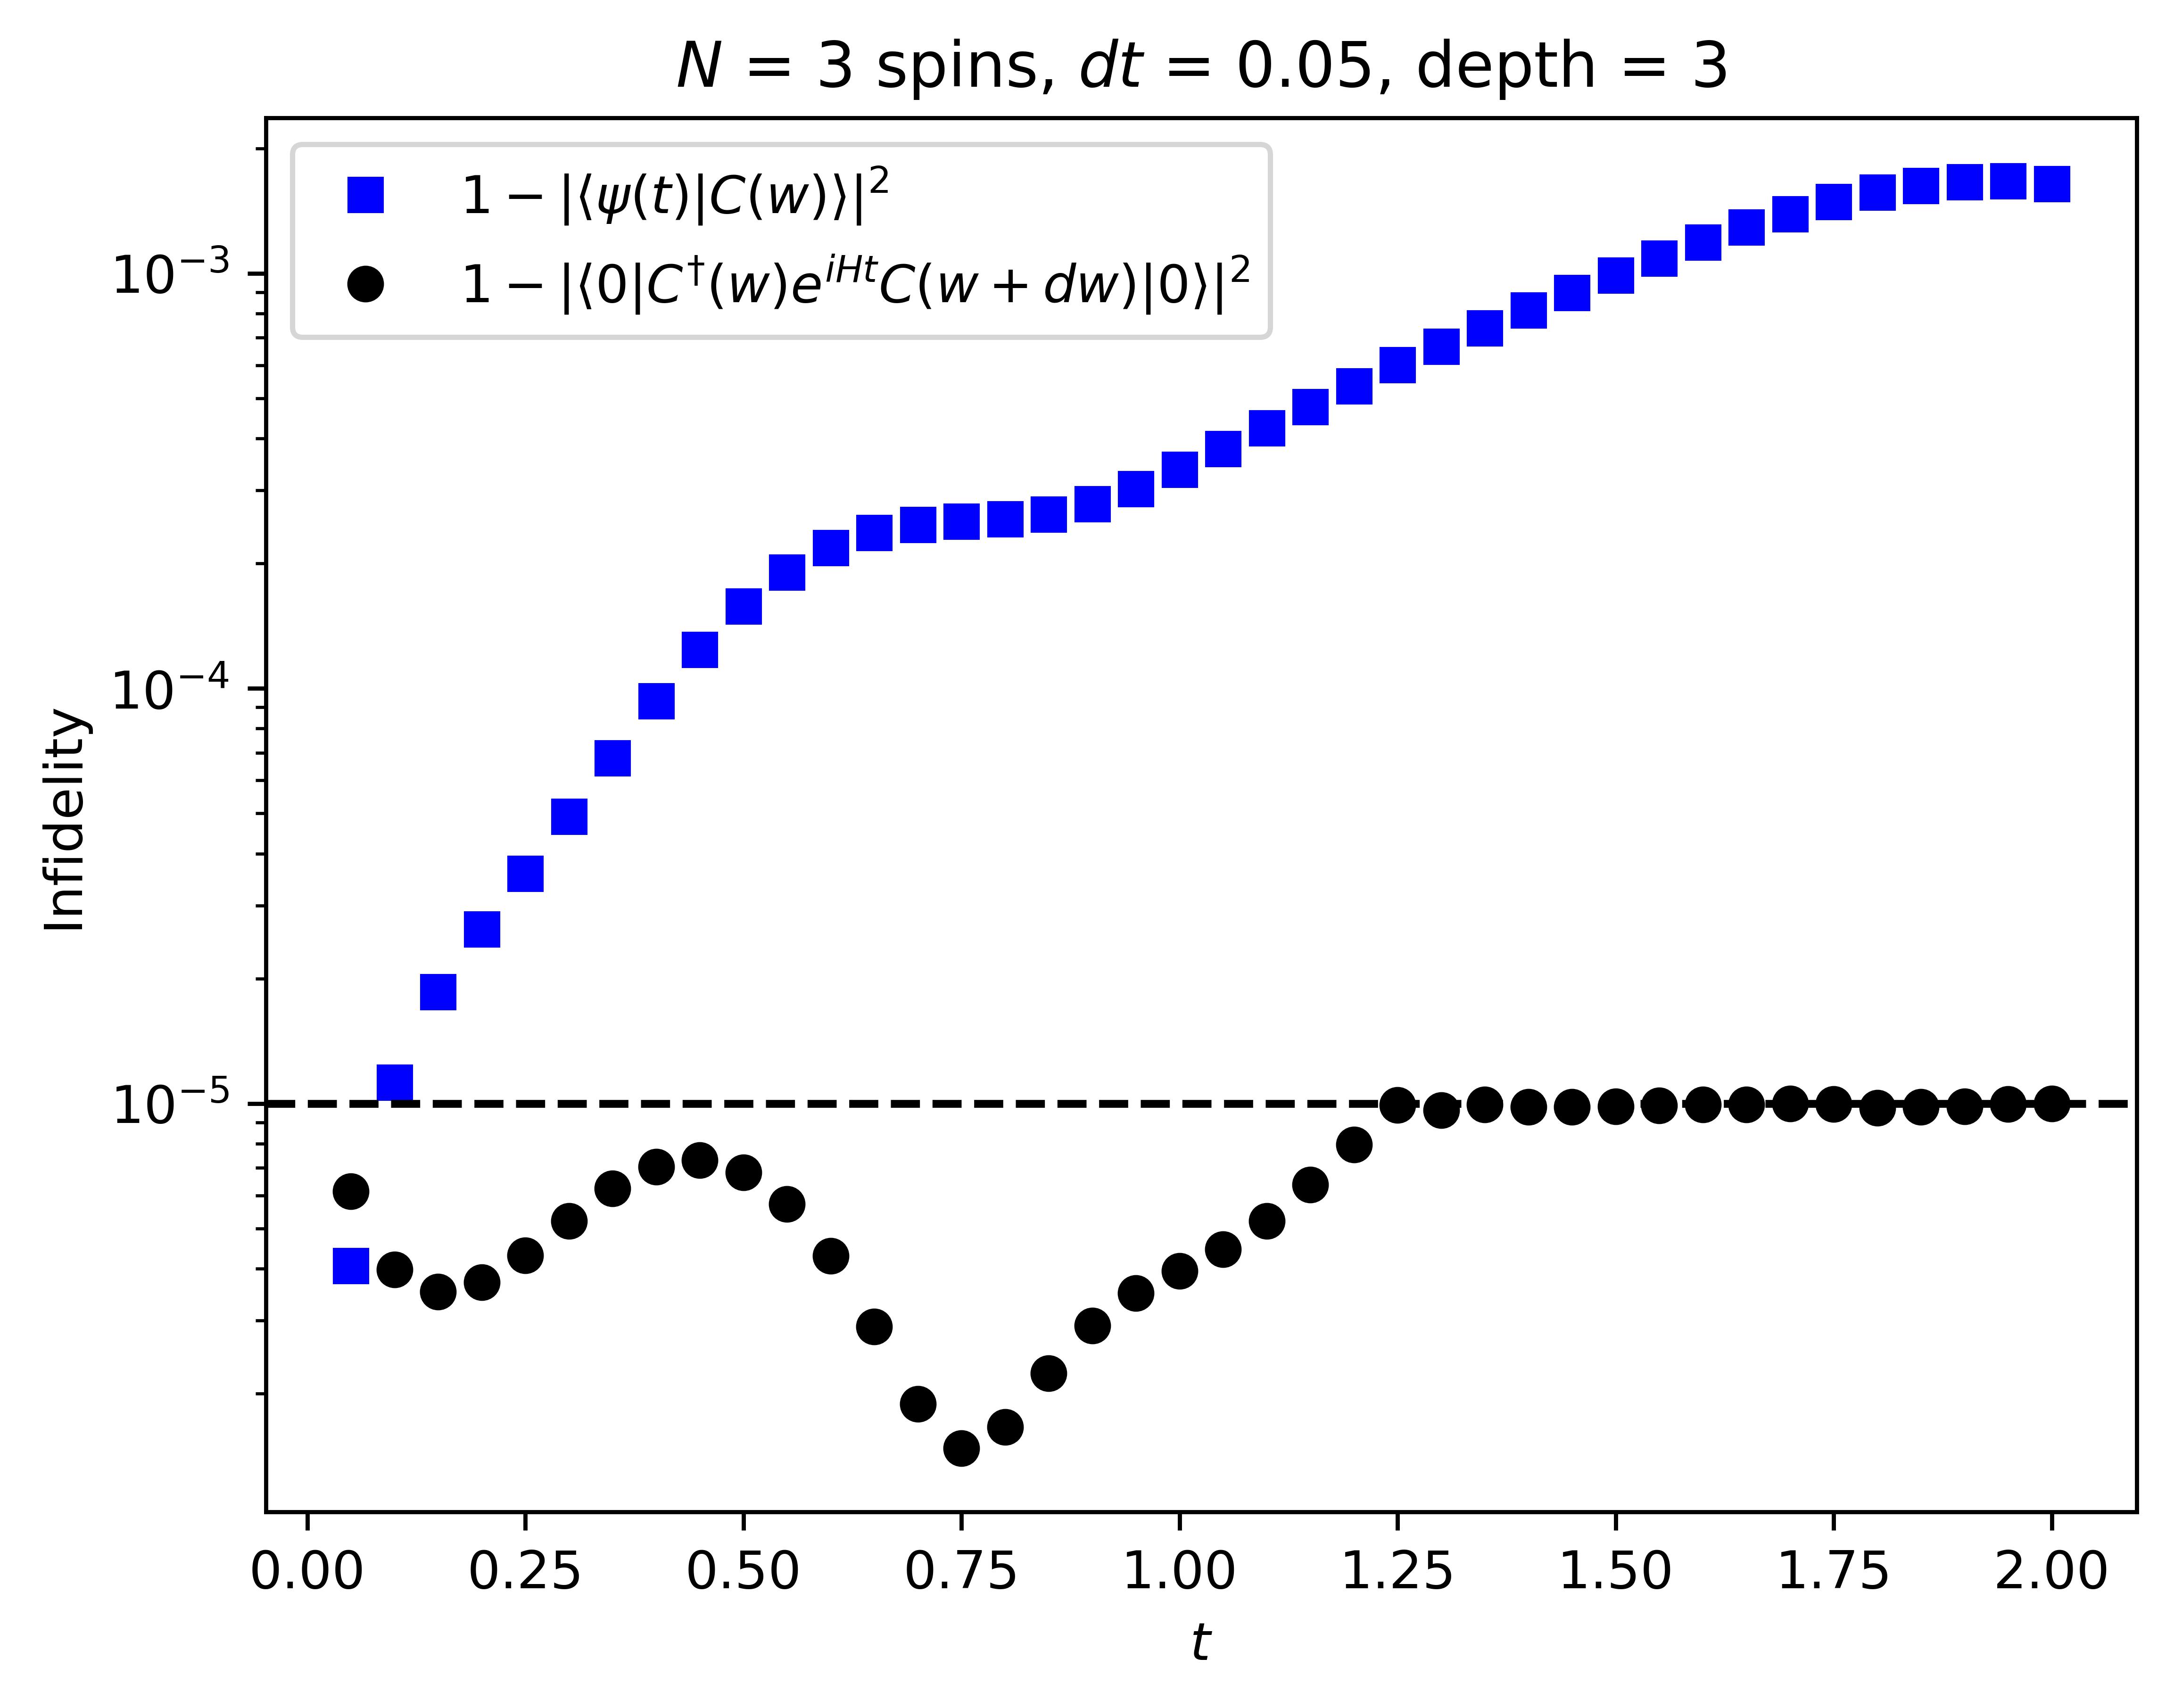 N = 3 spins, dt = 0.05, depth = 3
1 − |⟨ψ(t)|C(w)⟩|²
1 − |⟨0|C†(w)e^{iHt}C(w + dw)|0⟩|²
Infidelity
10⁻³
10⁻⁴
10⁻⁵
0.00 0.25 0.50 0.75 1.00 1.25 1.50 1.75 2.00
t